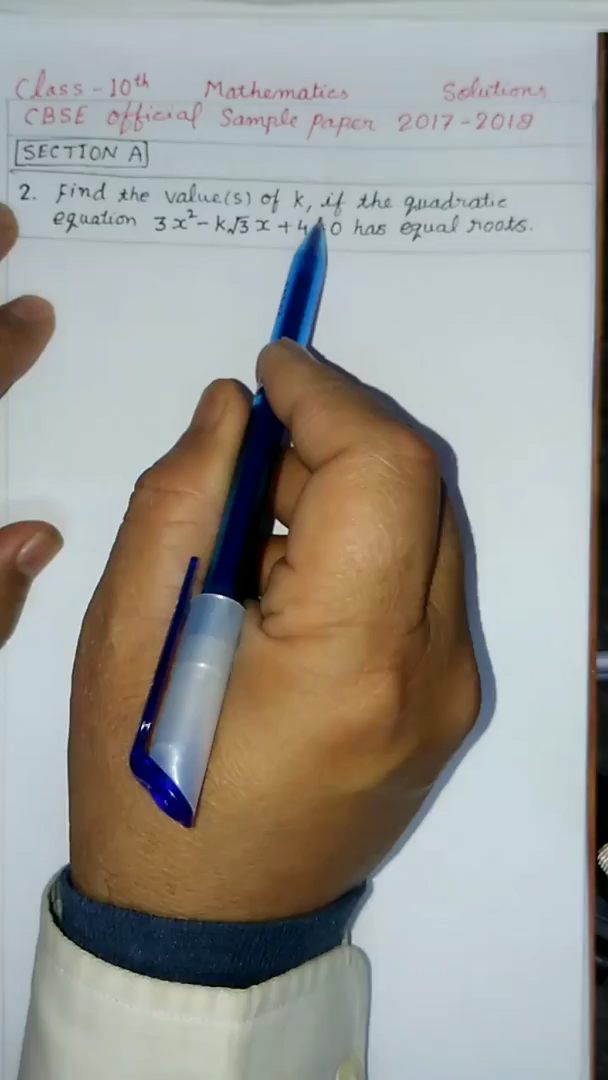 Class - 10th Mathematics Solutions
CBSE official Sample paper 2017-2018
SECTION A
2. Find the value(s) of k, if the quadratic
equation 3x² - k√3 x + 4 0 has equal roots.